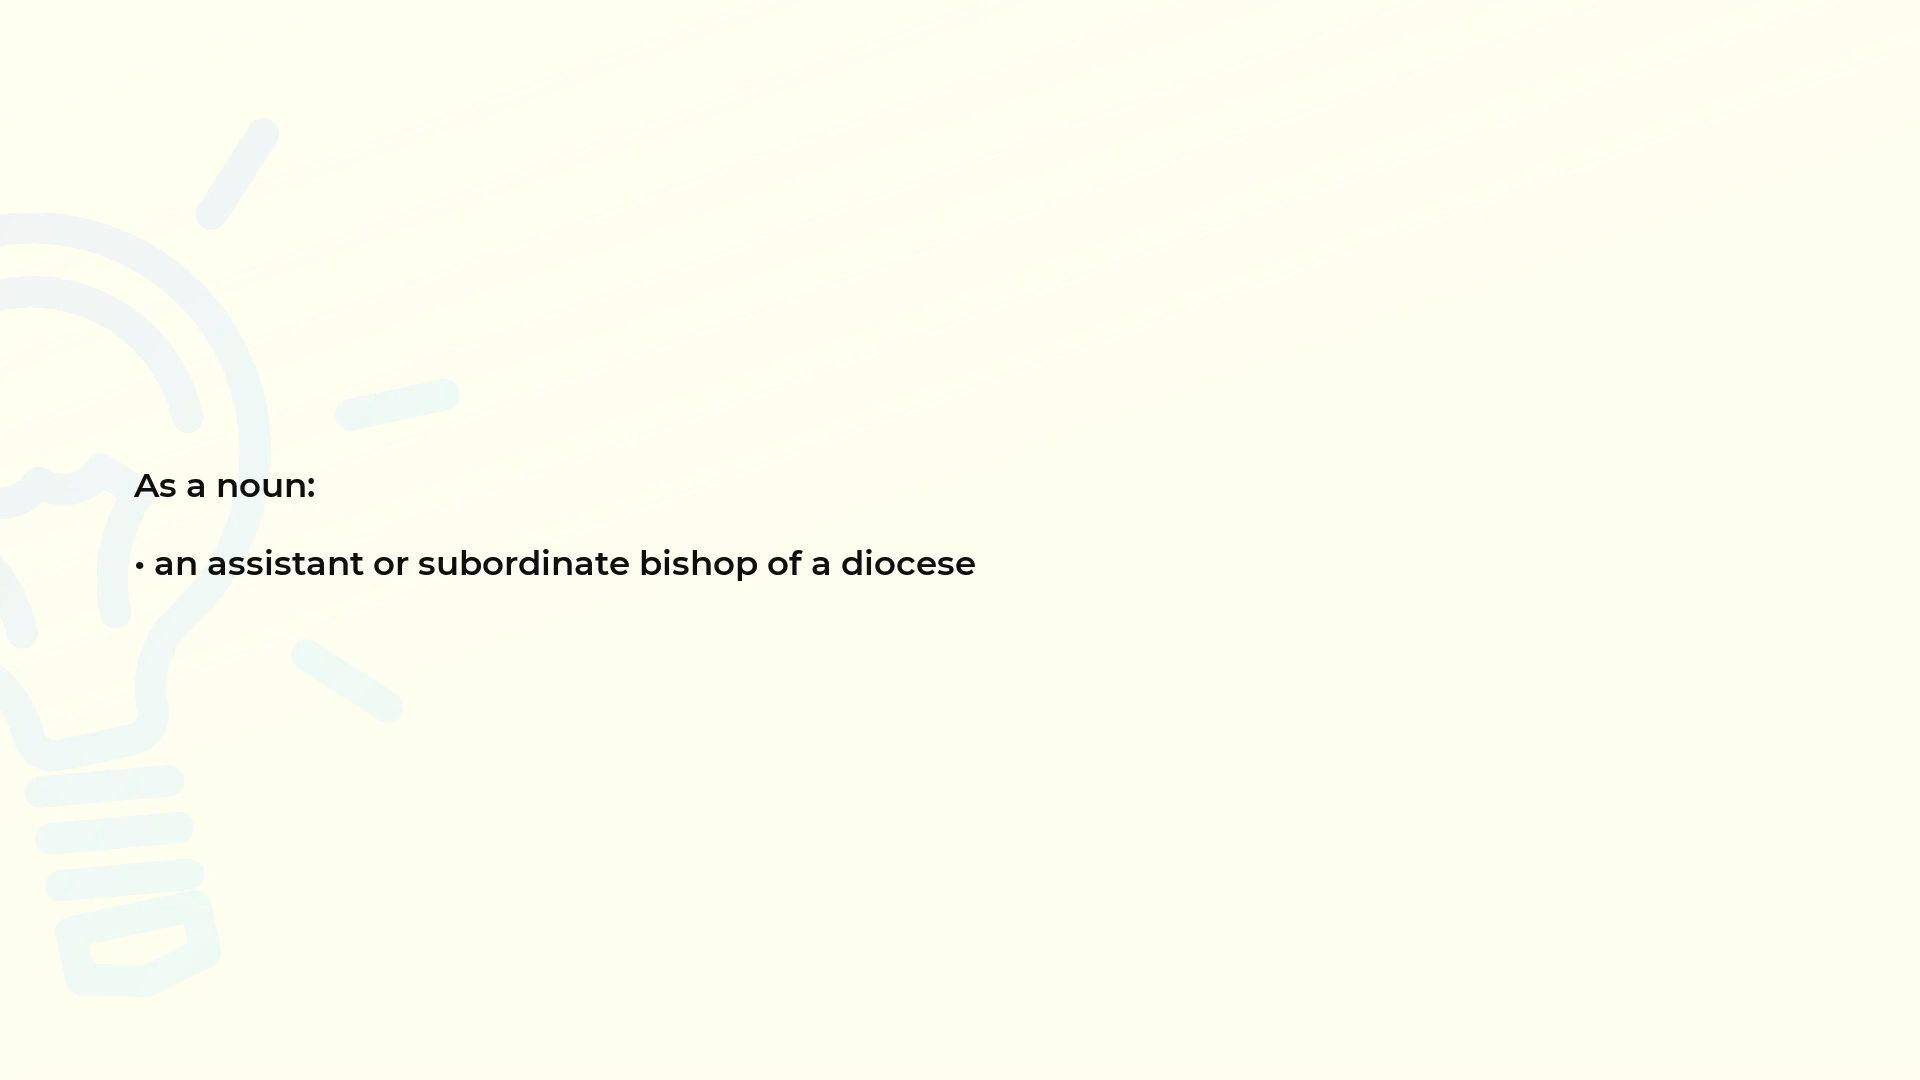 As a noun:
• an assistant or subordinate bishop of a diocese